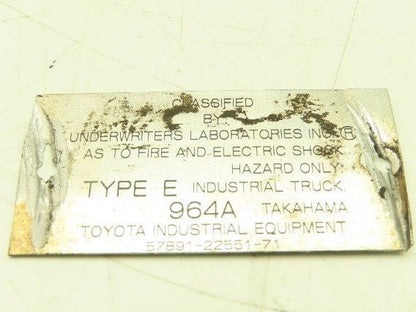 CLASSIFIED
BY
UNDERWRITERS LABORATORIES INC.
AS TO FIRE AND ELECTRIC SHOCK
HAZARD ONLY:
TYPE E INDUSTRIAL TRUCK.
964A TAKAHAMA
TOYOTA INDUSTRIAL EQUIPMENT
57891-22551-71